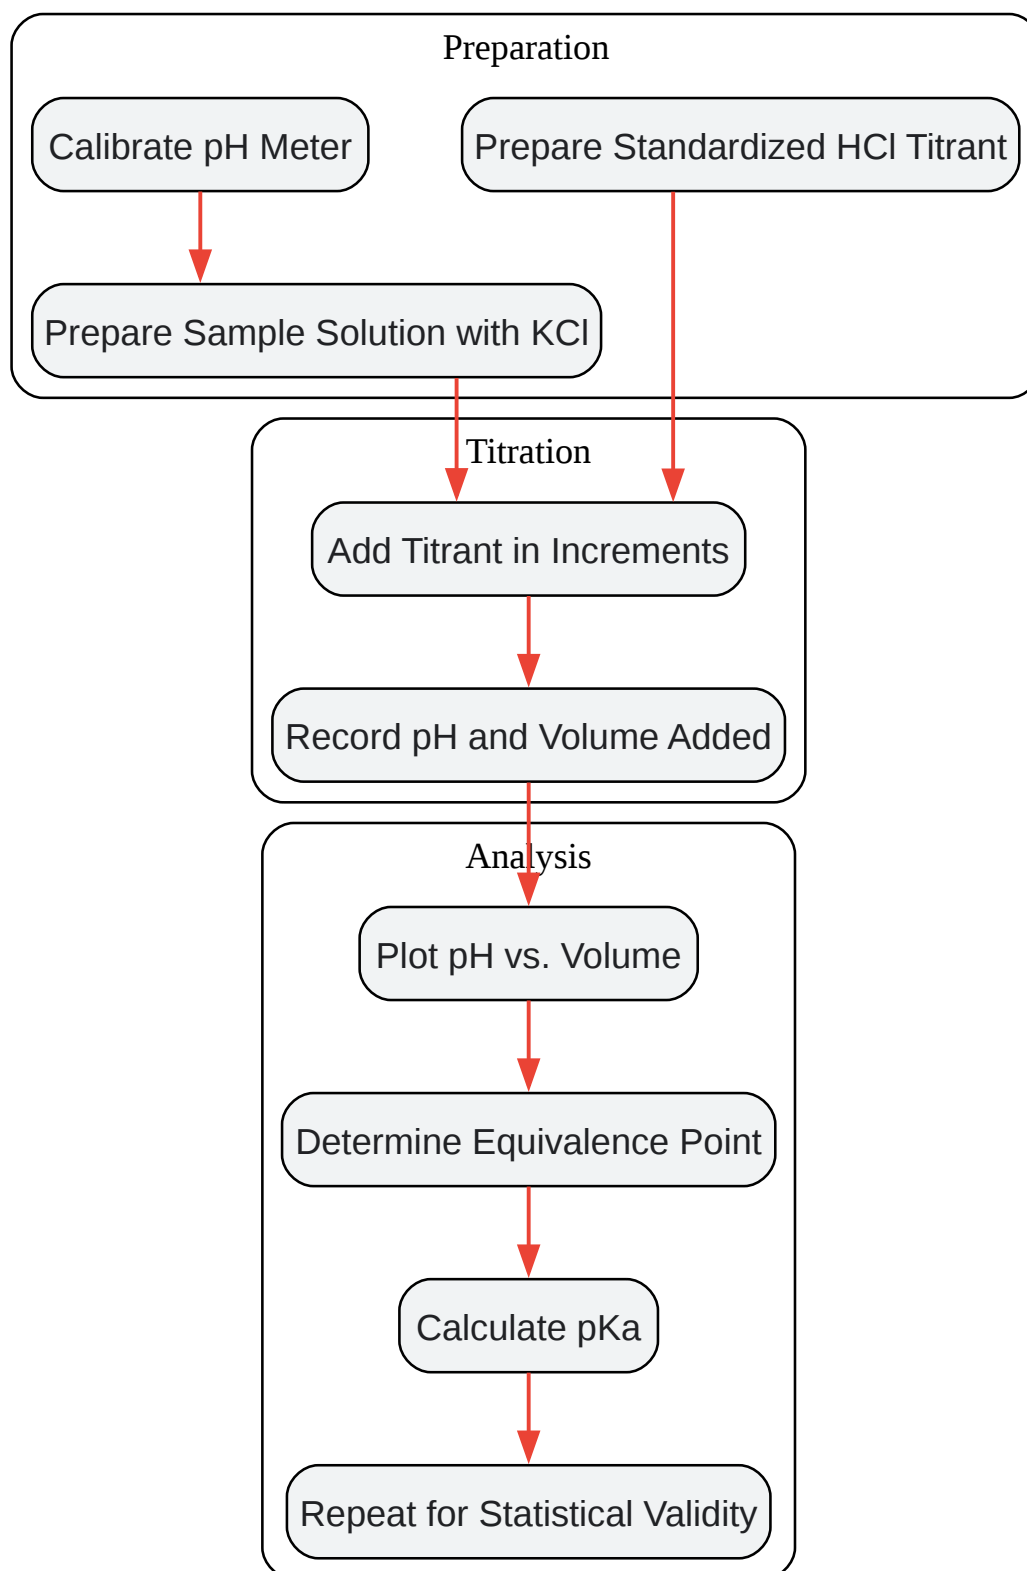 Preparation
Calibrate pH Meter
Prepare Standardized HCl Titrant
Prepare Sample Solution with KCl
Titration
Add Titrant in Increments
Record pH and Volume Added
Analysis
Plot pH vs. Volume
Determine Equivalence Point
Calculate pKa
Repeat for Statistical Validity